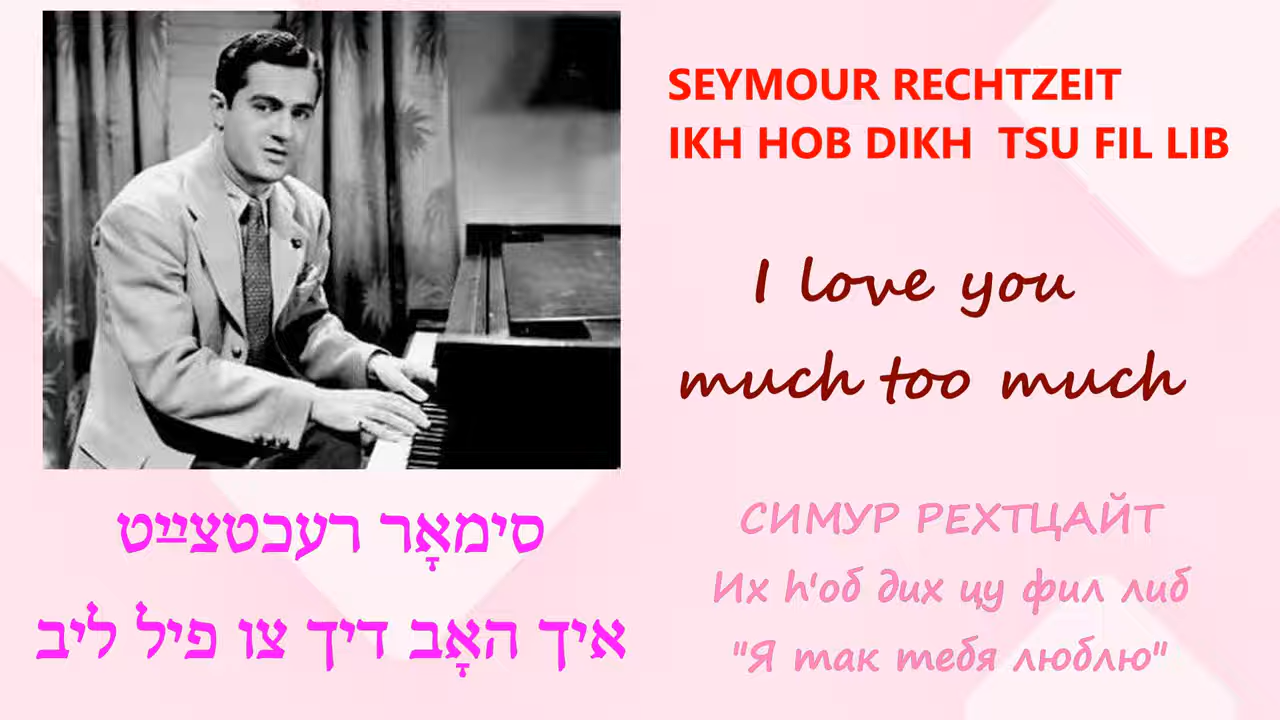 SEYMOUR RECHTZEIT
IKH HOB DIKH TSU FIL LIB
I love you
much too much
סימאָר רעכטצײַט
איך האָב דיך צו פיל ליב
СИМУР РЕХТЦАЙТ
Их һ'об дих цу фил либ
"Я так тебя люблю"